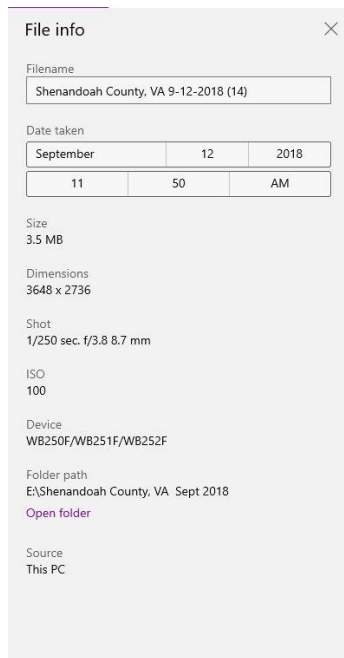 File info
Filename
Shenandoah County, VA 9-12-2018 (14)
Date taken
September 12 2018
11 50 AM
Size
3.5 MB
Dimensions
3648 x 2736
Shot
1/250 sec. f/3.8 8.7 mm
ISO
100
Device
WB250F/WB251F/WB252F
Folder path
E:\Shenandoah County, VA  Sept 2018
Open folder
Source
This PC